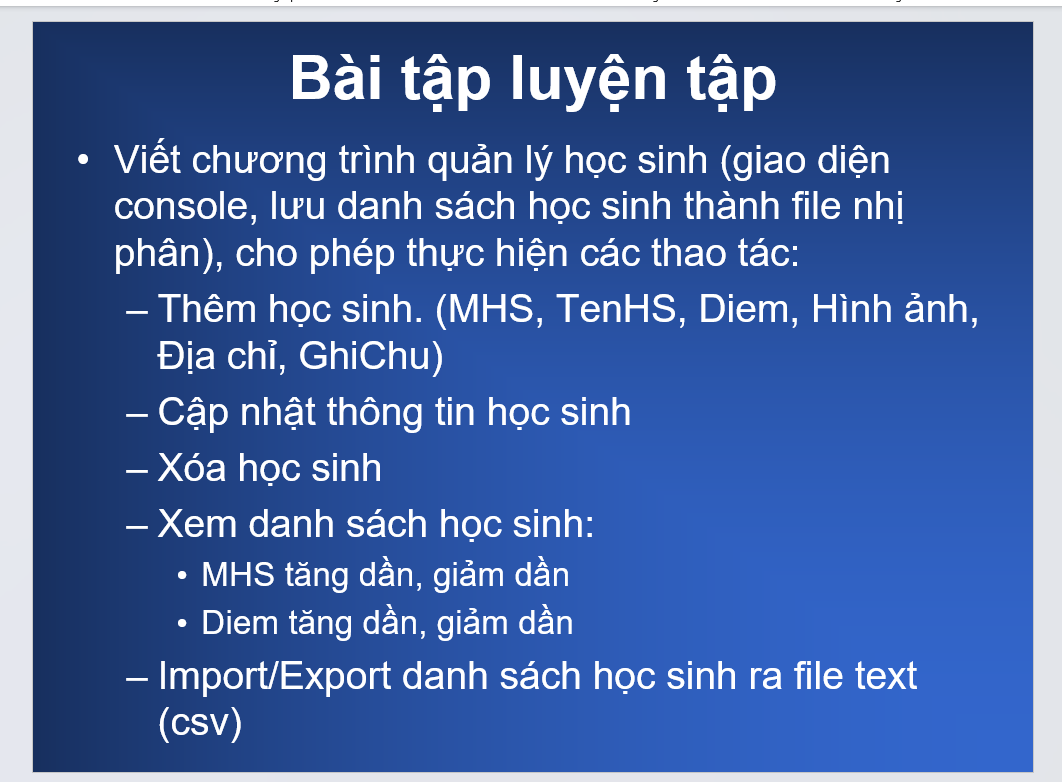 Bài tập luyện tập
• Viết chương trình quản lý học sinh (giao diện
console, lưu danh sách học sinh thành file nhị
phân), cho phép thực hiện các thao tác:
– Thêm học sinh. (MHS, TenHS, Diem, Hình ảnh,
Địa chỉ, GhiChu)
– Cập nhật thông tin học sinh
– Xóa học sinh
– Xem danh sách học sinh:
• MHS tăng dần, giảm dần
• Diem tăng dần, giảm dần
– Import/Export danh sách học sinh ra file text
(csv)